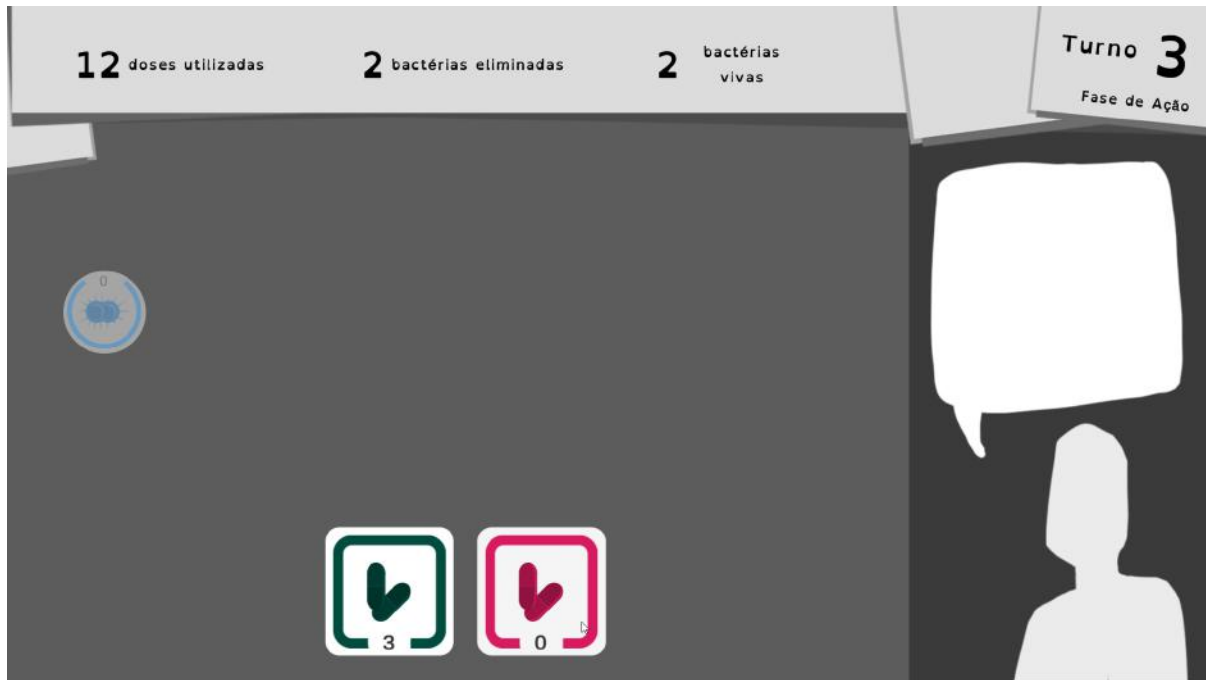 12 doses utilizadas
2 bactérias eliminadas
2 bactérias
vivas
Turno 3
Fase de Ação
0
3
0